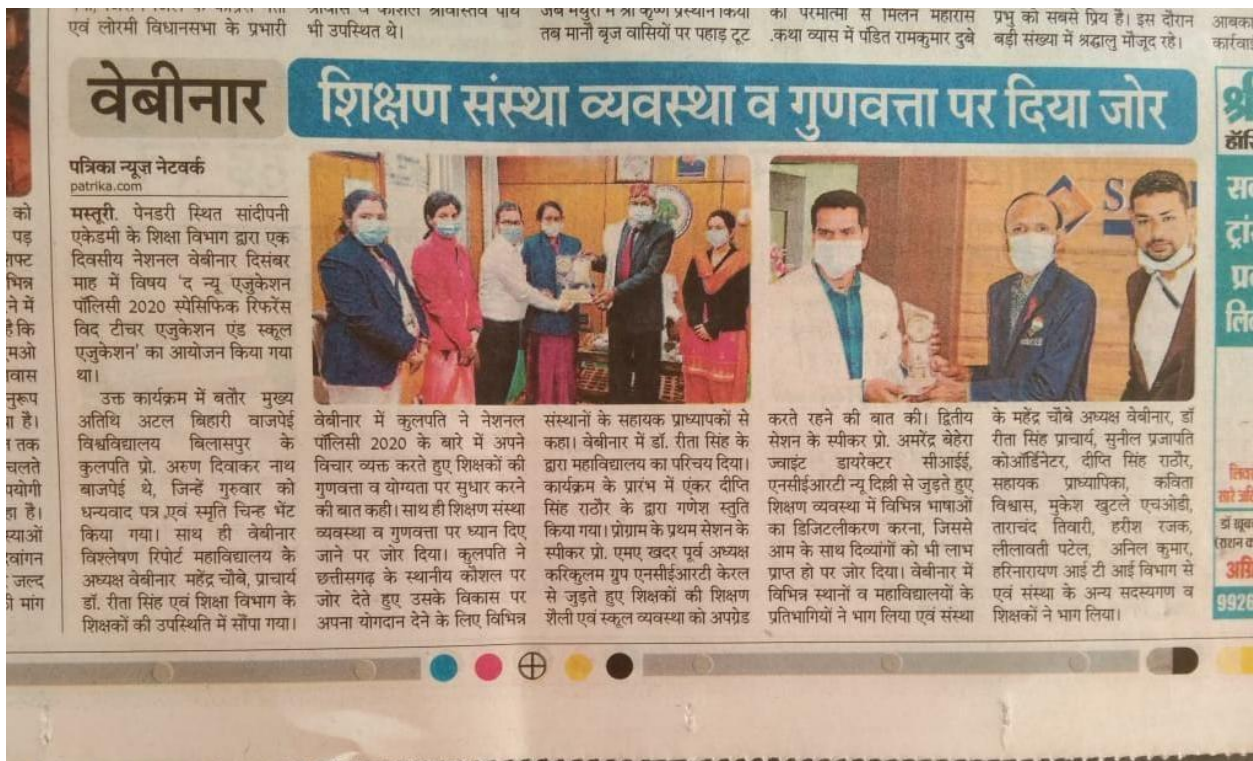 एवं लोरमी विधानसभा के प्रभारी
भी उपस्थित थे।
जब मथुरा में श्री कृष्ण प्रस्थान किया
तब मानौ बृज वासियों पर पहाड़ टूट
का परमात्मा से मिलन महारास
.कथा व्यास में पंडित रामकुमार दुबे
प्रभु को सबसे प्रिय है। इस दौरान
बड़ी संख्या में श्रद्धालु मौजूद रहे।
वेबीनार
शिक्षण संस्था व्यवस्था व गुणवत्ता पर दिया जोर
पत्रिका न्यूज़ नेटवर्क
patrika.com
मस्तूरी. पेनडरी स्थित सांदीपनी
एकेडमी के शिक्षा विभाग द्वारा एक
दिवसीय नेशनल वेबीनार दिसंबर
माह में विषय 'द न्यू एजुकेशन
पॉलिसी 2020 स्पेसिफिक रिफरेंस
विद टीचर एजुकेशन एंड स्कूल
एजुकेशन' का आयोजन किया गया
था।
उक्त कार्यक्रम में बतौर मुख्य
अतिथि अटल बिहारी वाजपेई
विश्वविद्यालय बिलासपुर के
कुलपति प्रो. अरुण दिवाकर नाथ
बाजपेई थे, जिन्हें गुरुवार को
धन्यवाद पत्र एवं स्मृति चिन्ह भेंट
किया गया। साथ ही वेबीनार
विश्लेषण रिपोर्ट महाविद्यालय के
अध्यक्ष वेबीनार महेंद्र चौबे, प्राचार्य
डॉ. रीता सिंह एवं शिक्षा विभाग के
शिक्षकों की उपस्थिति में सौंपा गया।
वेबीनार में कुलपति ने नेशनल
पॉलिसी 2020 के बारे में अपने
विचार व्यक्त करते हुए शिक्षकों की
गुणवत्ता व योग्यता पर सुधार करने
की बात कही। साथ ही शिक्षण संस्था
व्यवस्था व गुणवत्ता पर ध्यान दिए
जाने पर जोर दिया। कुलपति ने
छत्तीसगढ़ के स्थानीय कौशल पर
जोर देते हुए उसके विकास पर
अपना योगदान देने के लिए विभिन्न
संस्थानों के सहायक प्राध्यापकों से
कहा। वेबीनार में डॉ. रीता सिंह के
द्वारा महाविद्यालय का परिचय दिया।
कार्यक्रम के प्रारंभ में एंकर दीप्ति
सिंह राठौर के द्वारा गणेश स्तुति
किया गया। प्रोग्राम के प्रथम सेशन के
स्पीकर प्रो. एमए खदर पूर्व अध्यक्ष
करिकुलम ग्रुप एनसीईआरटी केरल
से जुड़ते हुए शिक्षकों की शिक्षण
शैली एवं स्कूल व्यवस्था को अपग्रेड
करते रहने की बात की। द्वितीय
सेशन के स्पीकर प्रो. अमरेंद्र बेहेरा
ज्वाइंट डायरेक्टर सीआईई,
एनसीईआरटी न्यू दिल्ली से जुड़ते हुए
शिक्षण व्यवस्था में विभिन्न भाषाओं
का डिजिटलीकरण करना, जिससे
आम के साथ दिव्यांगों को भी लाभ
प्राप्त हो पर जोर दिया। वेबीनार में
विभिन्न स्थानों व महाविद्यालयों के
प्रतिभागियों ने भाग लिया एवं संस्था
के महेंद्र चौबे अध्यक्ष वेबीनार, डॉ
रीता सिंह प्राचार्य, सुनील प्रजापति
कोऑर्डिनेटर, दीप्ति सिंह राठौर,
सहायक प्राध्यापिका, कविता
विश्वास, मुकेश खुटले एचओडी,
ताराचंद तिवारी, हरीश रजक,
लीलावती पटेल, अनिल कुमार,
हरिनारायण आई टी आई विभाग से
एवं संस्था के अन्य सदस्यगण व
शिक्षकों ने भाग लिया।
9926